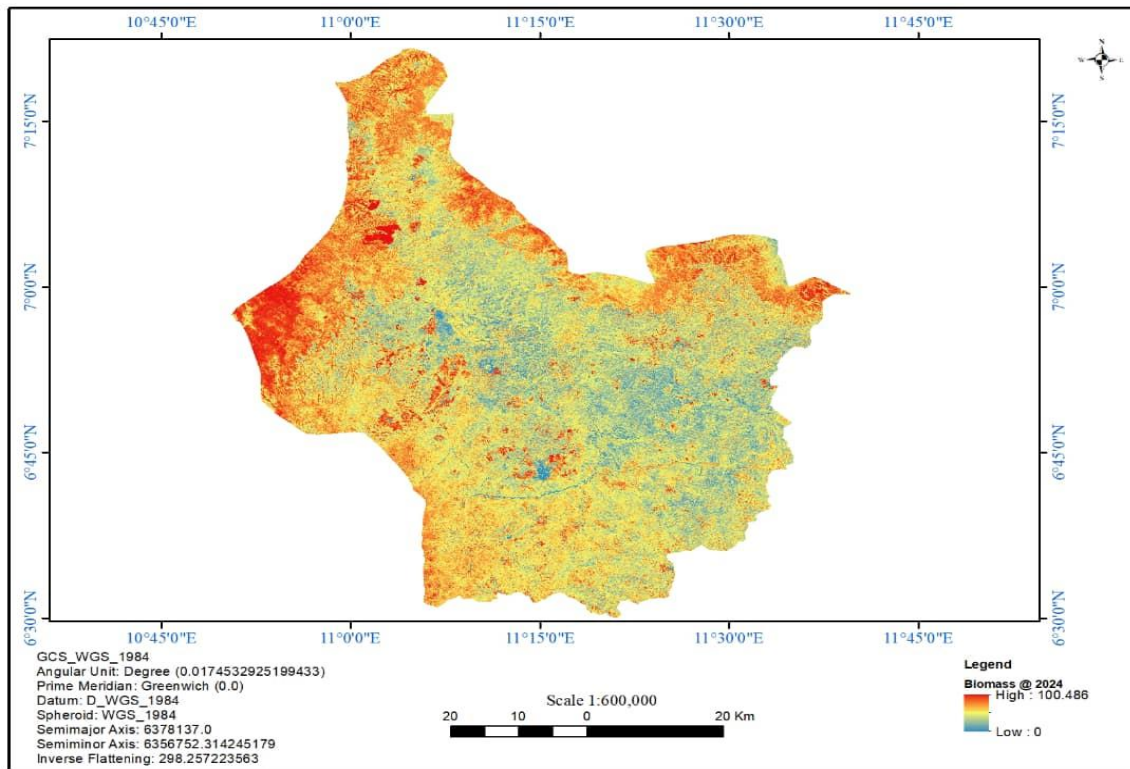 10°45'0"E 11°0'0"E 11°15'0"E 11°30'0"E 11°45'0"E
N
W E
S
7°15'0"N 7°15'0"N
7°0'0"N 7°0'0"N
6°45'0"N 6°45'0"N
6°30'0"N 6°30'0"N
10°45'0"E 11°0'0"E 11°15'0"E 11°30'0"E 11°45'0"E
GCS_WGS_1984
Angular Unit: Degree (0.0174532925199433)
Prime Meridian: Greenwich (0.0)
Datum: D_WGS_1984
Spheroid: WGS_1984
Semimajor Axis: 6378137.0
Semiminor Axis: 6356752.314245179
Inverse Flattening: 298.257223563
Scale 1:600,000
20 10 0 20 Km
Legend
Biomass @ 2024
High : 100.486
Low : 0